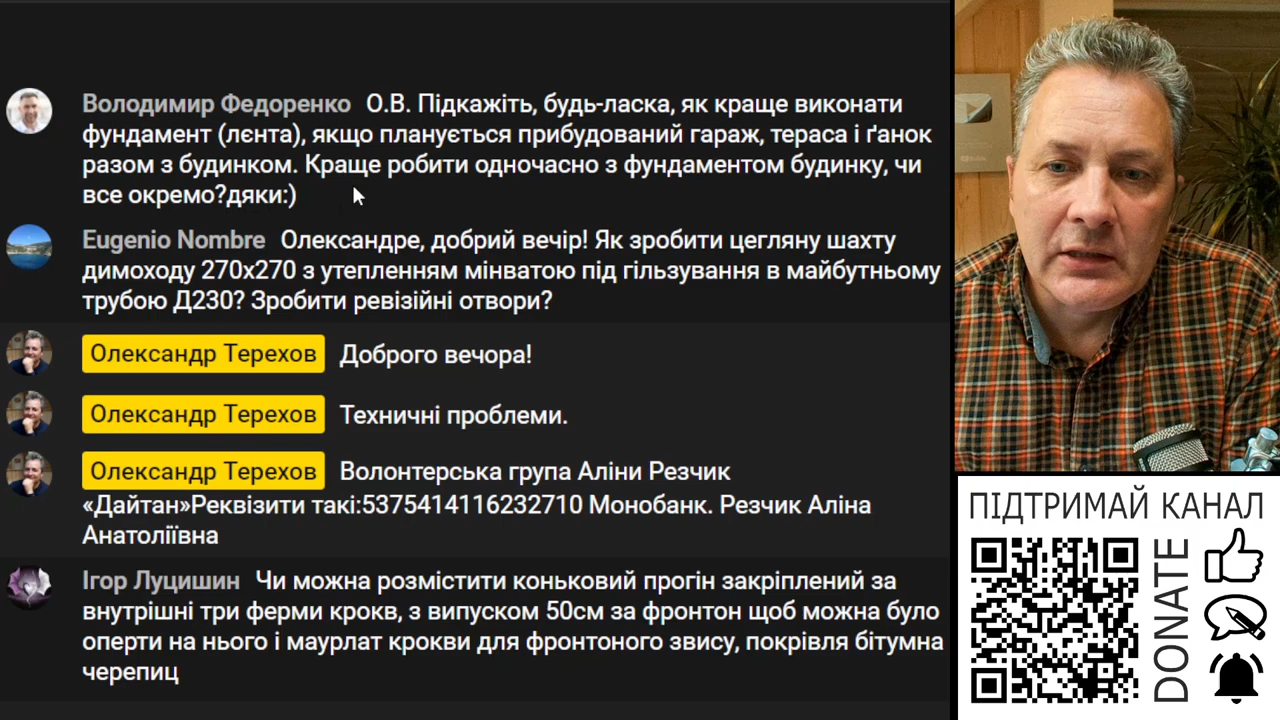 Володимир Федоренко О.В. Підкажіть, будь-ласка, як краще виконати
фундамент (лєнта), якщо планується прибудований гараж, тераса і ґанок
разом з будинком. Краще робити одночасно з фундаментом будинку, чи
все окремо?дяки:)
Eugenio Nombre Олександре, добрий вечір! Як зробити цегляну шахту
димоходу 270х270 з утепленням мінватою під гільзування в майбутньому
трубою Д230? Зробити ревізійні отвори?
Олександр Терехов Доброго вечора!
Олександр Терехов Техничні проблеми.
Олександр Терехов Волонтерська група Аліни Резчик
«Дайтан»Реквізити такі:5375414116232710 Монобанк. Резчик Аліна
Анатоліївна
Ігор Луцишин Чи можна розмістити коньковий прогін закріплений за
внутрішні три ферми крокв, з випуском 50см за фронтон щоб можна було
оперти на нього і маурлат крокви для фронтоного звису, покрівля бітумна
черепиц
ПІДТРИМАЙ КАНАЛ
DONATE